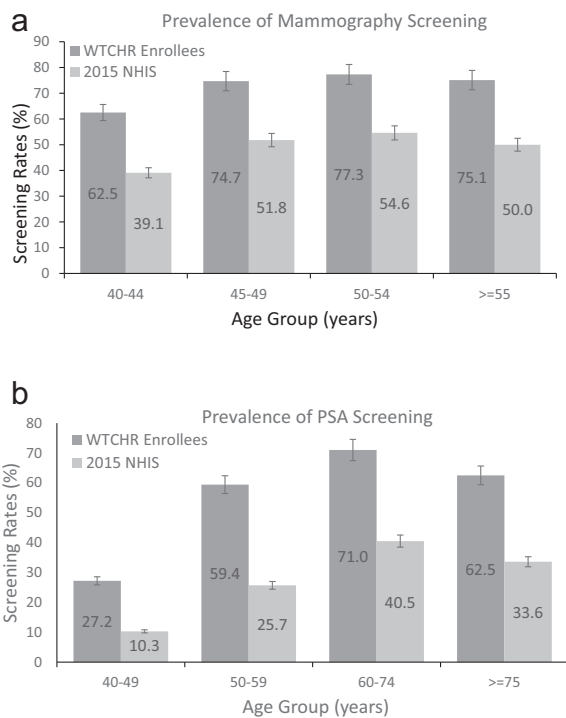 a
Prevalence of Mammography Screening
WTCHR Enrollees
2015 NHIS
Screening Rates (%)
90
80
70
60
50
40
30
20
10
0
62.5
39.1
74.7
51.8
77.3
54.6
75.1
50.0
40-44 45-49 50-54 >=55
Age Group (years)
b
Prevalence of PSA Screening
WTCHR Enrollees
2015 NHIS
Screening Rates (%)
80
70
60
50
40
30
20
10
0
27.2
10.3
59.4
25.7
71.0
40.5
62.5
33.6
40-49 50-59 60-74 >=75
Age Group (years)